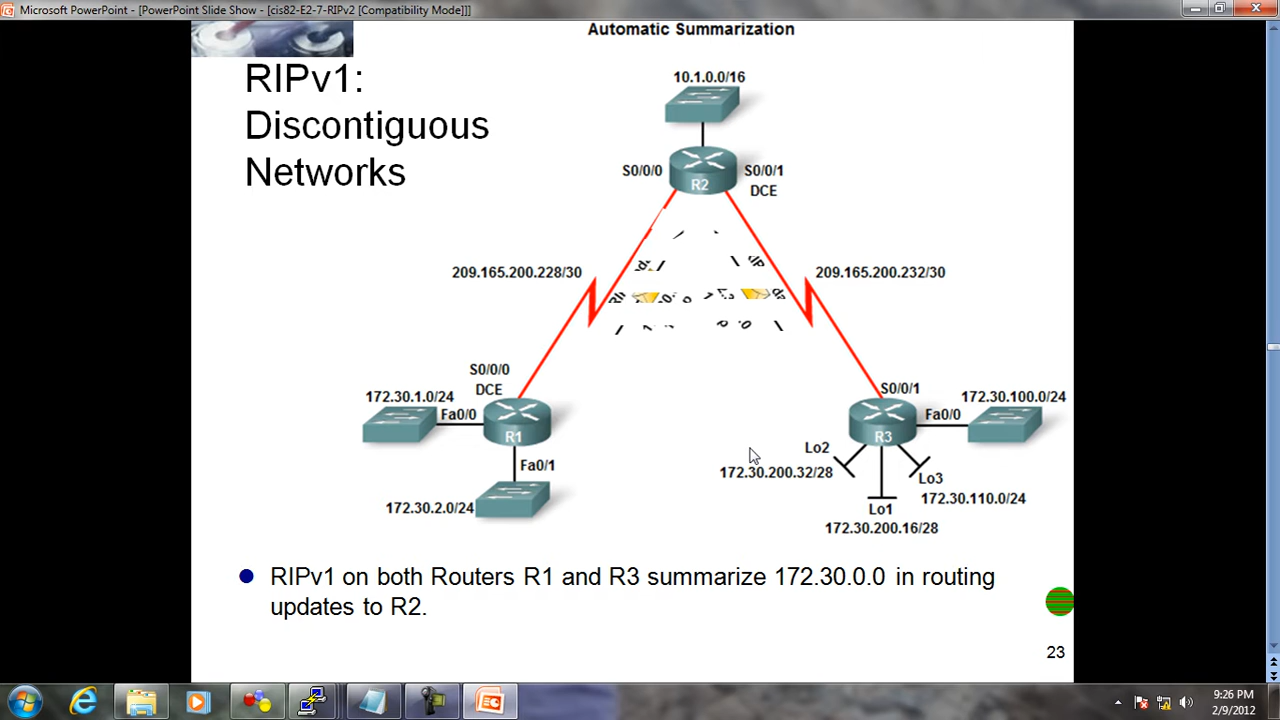 Microsoft PowerPoint - [PowerPoint Slide Show - [cis82-E2-7-RIPv2 [Compatibility Mode]]]
Automatic Summarization
RIPv1:
Discontiguous
Networks
10.1.0.0/16
S0/0/0
R2
S0/0/1
DCE
209.165.200.228/30
209.165.200.232/30
S0/0/0
DCE
172.30.1.0/24
Fa0/0
R1
Fa0/1
172.30.2.0/24
S0/0/1
172.30.100.0/24
Fa0/0
R3
Lo2
172.30.200.32/28
Lo3
172.30.110.0/24
Lo1
172.30.200.16/28
RIPv1 on both Routers R1 and R3 summarize 172.30.0.0 in routing
updates to R2.
23
9:26 PM
2/9/2012